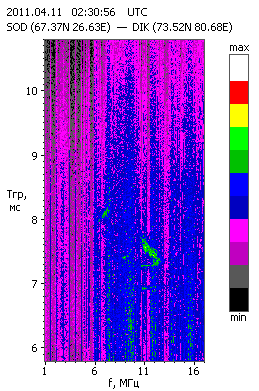 2011.04.11 02:30:56 UTC
SOD (67.37N 26.63E) — DIK (73.52N 80.68E)
max
10
9
Тгр,
мс
8
7
6
min
1 6 11 16
f, МГц